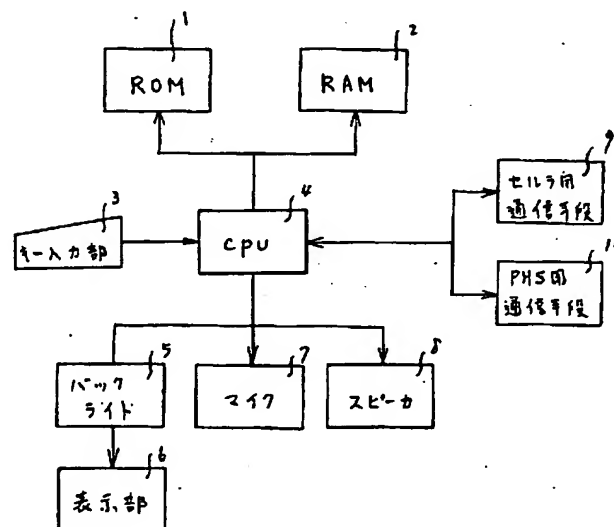 1
ROM
2
RAM
3
キー入力部
4
CPU
9
セルラ用
通信手段
PHS用
通信手段
5
バック
ライト
6
表示部
7
マイク
8
スピーカ